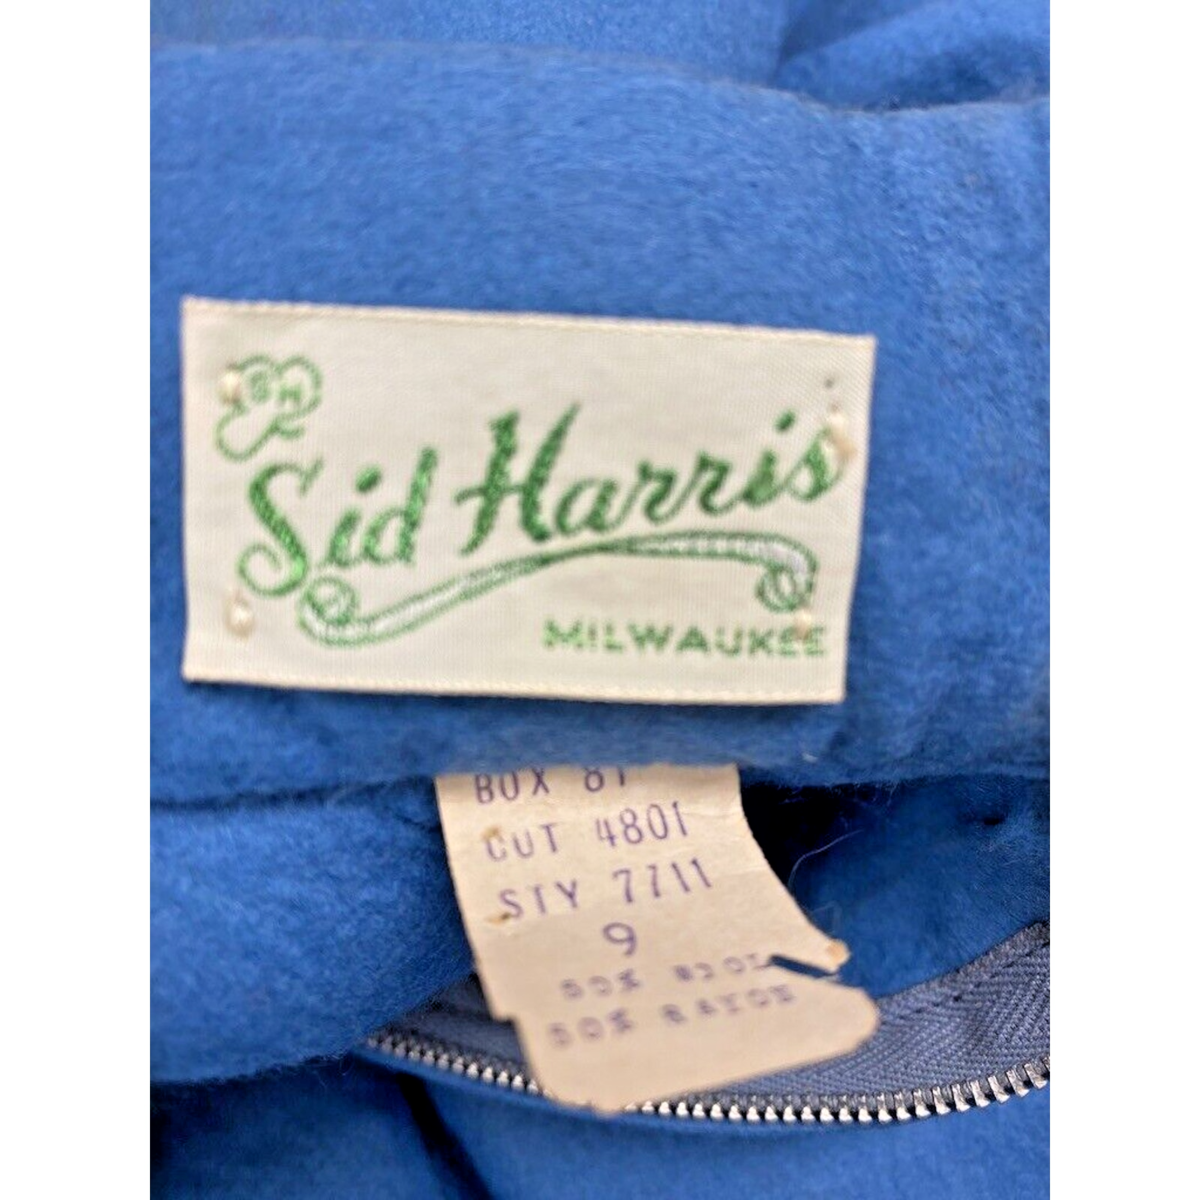 SH
Sid Harris
MILWAUKEE
BOX 81
CUT 4801
STY 7711
9
50% WOOL
50% RAYON